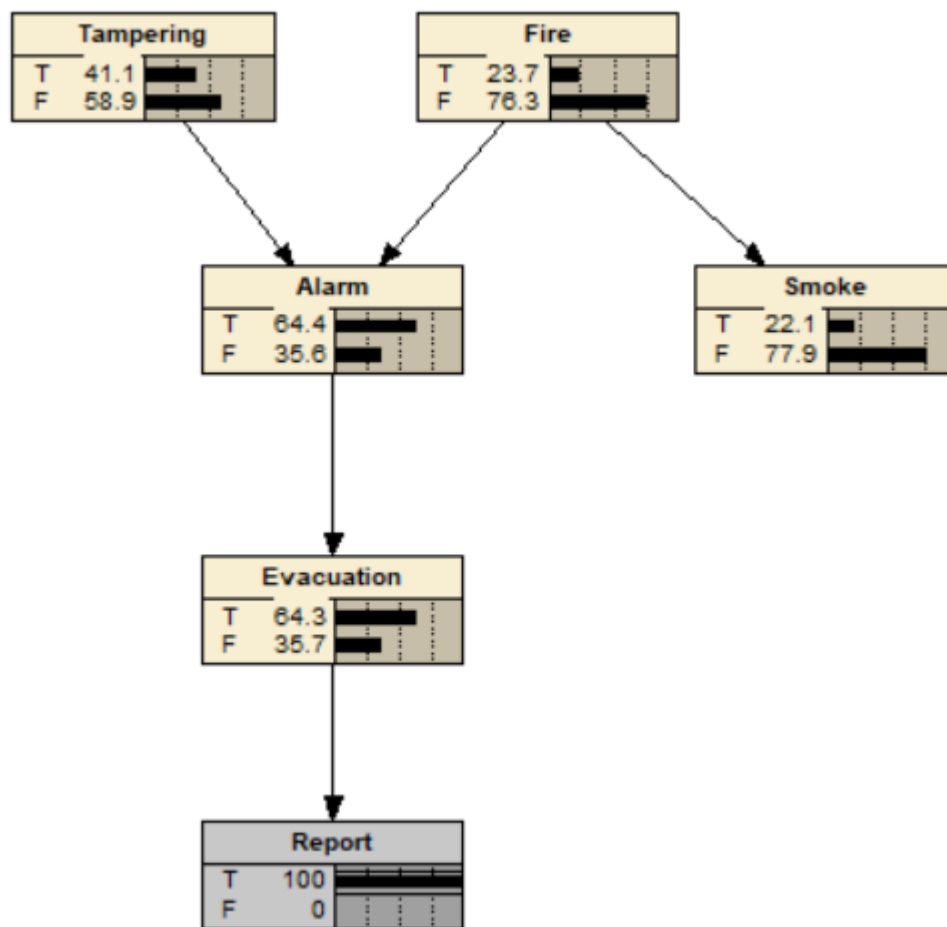 Tampering
T 41.1
F 58.9
Fire
T 23.7
F 76.3
Alarm
T 64.4
F 35.6
Smoke
T 22.1
F 77.9
Evacuation
T 64.3
F 35.7
Report
T 100
F 0